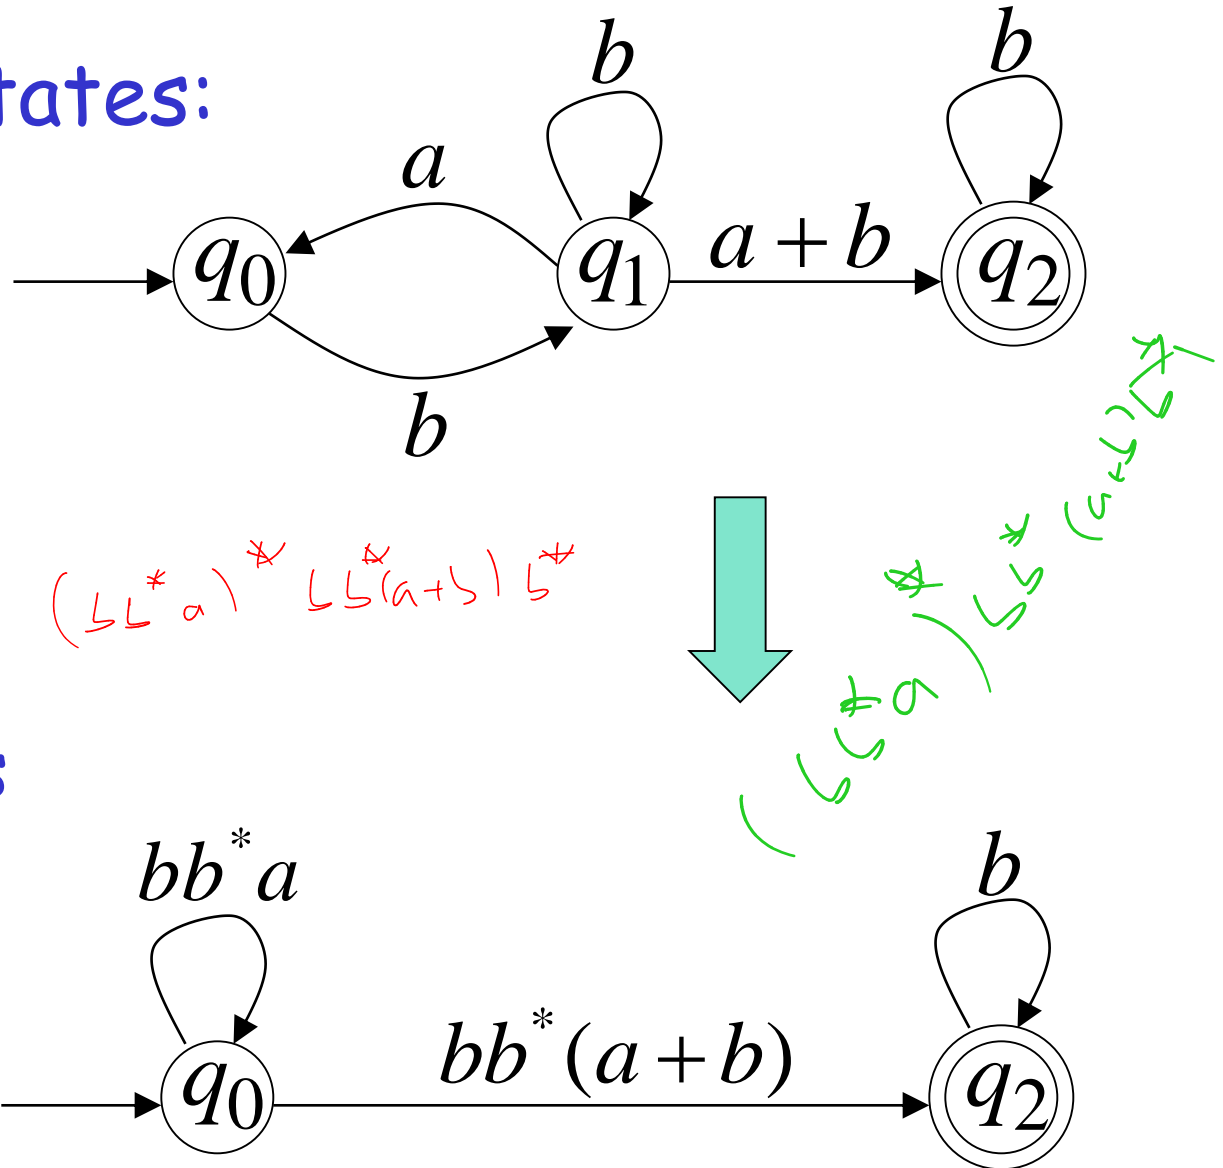 tates:
b
b
a
q₀
q₁
a + b
q₂
b
(bb*a)* bb*(a+b) b*
(bb*a)* bb* (a+b) b*
s
bb*a
b
q₀
bb*(a + b)
q₂